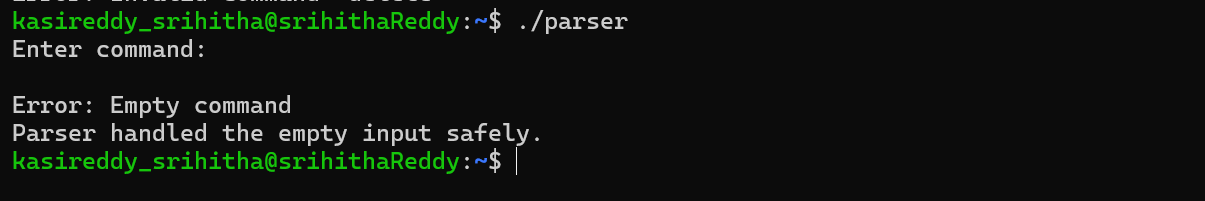 kasireddy_srihitha@srihithaReddy:~$ ./parser
Enter command:
Error: Empty command
Parser handled the empty input safely.
kasireddy_srihitha@srihithaReddy:~$